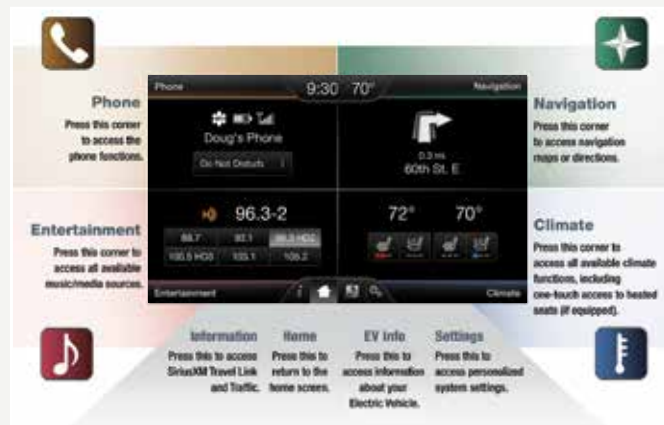 Phone
Press this corner
to access the
phone functions.
Entertainment
Press this corner to
access all available
music/media sources.
Phone
9:30 70°
Navigation
Doug's Phone
Do Not Disturb
0.3 mi
60th St. E
96.3-2
72° 70°
Entertainment
i
Climate
Navigation
Press this corner
to access navigation
maps or directions.
Climate
Press this corner to
access all available climate
functions, including
one-touch access to heated
seats (if equipped).
Information
Press this to access
SiriusXM Travel Link
and Traffic.
Home
Press this to
return to the
home screen.
EV Info
Press this to
access information
about your
Electric Vehicle.
Settings
Press this to
access personalized
system settings.